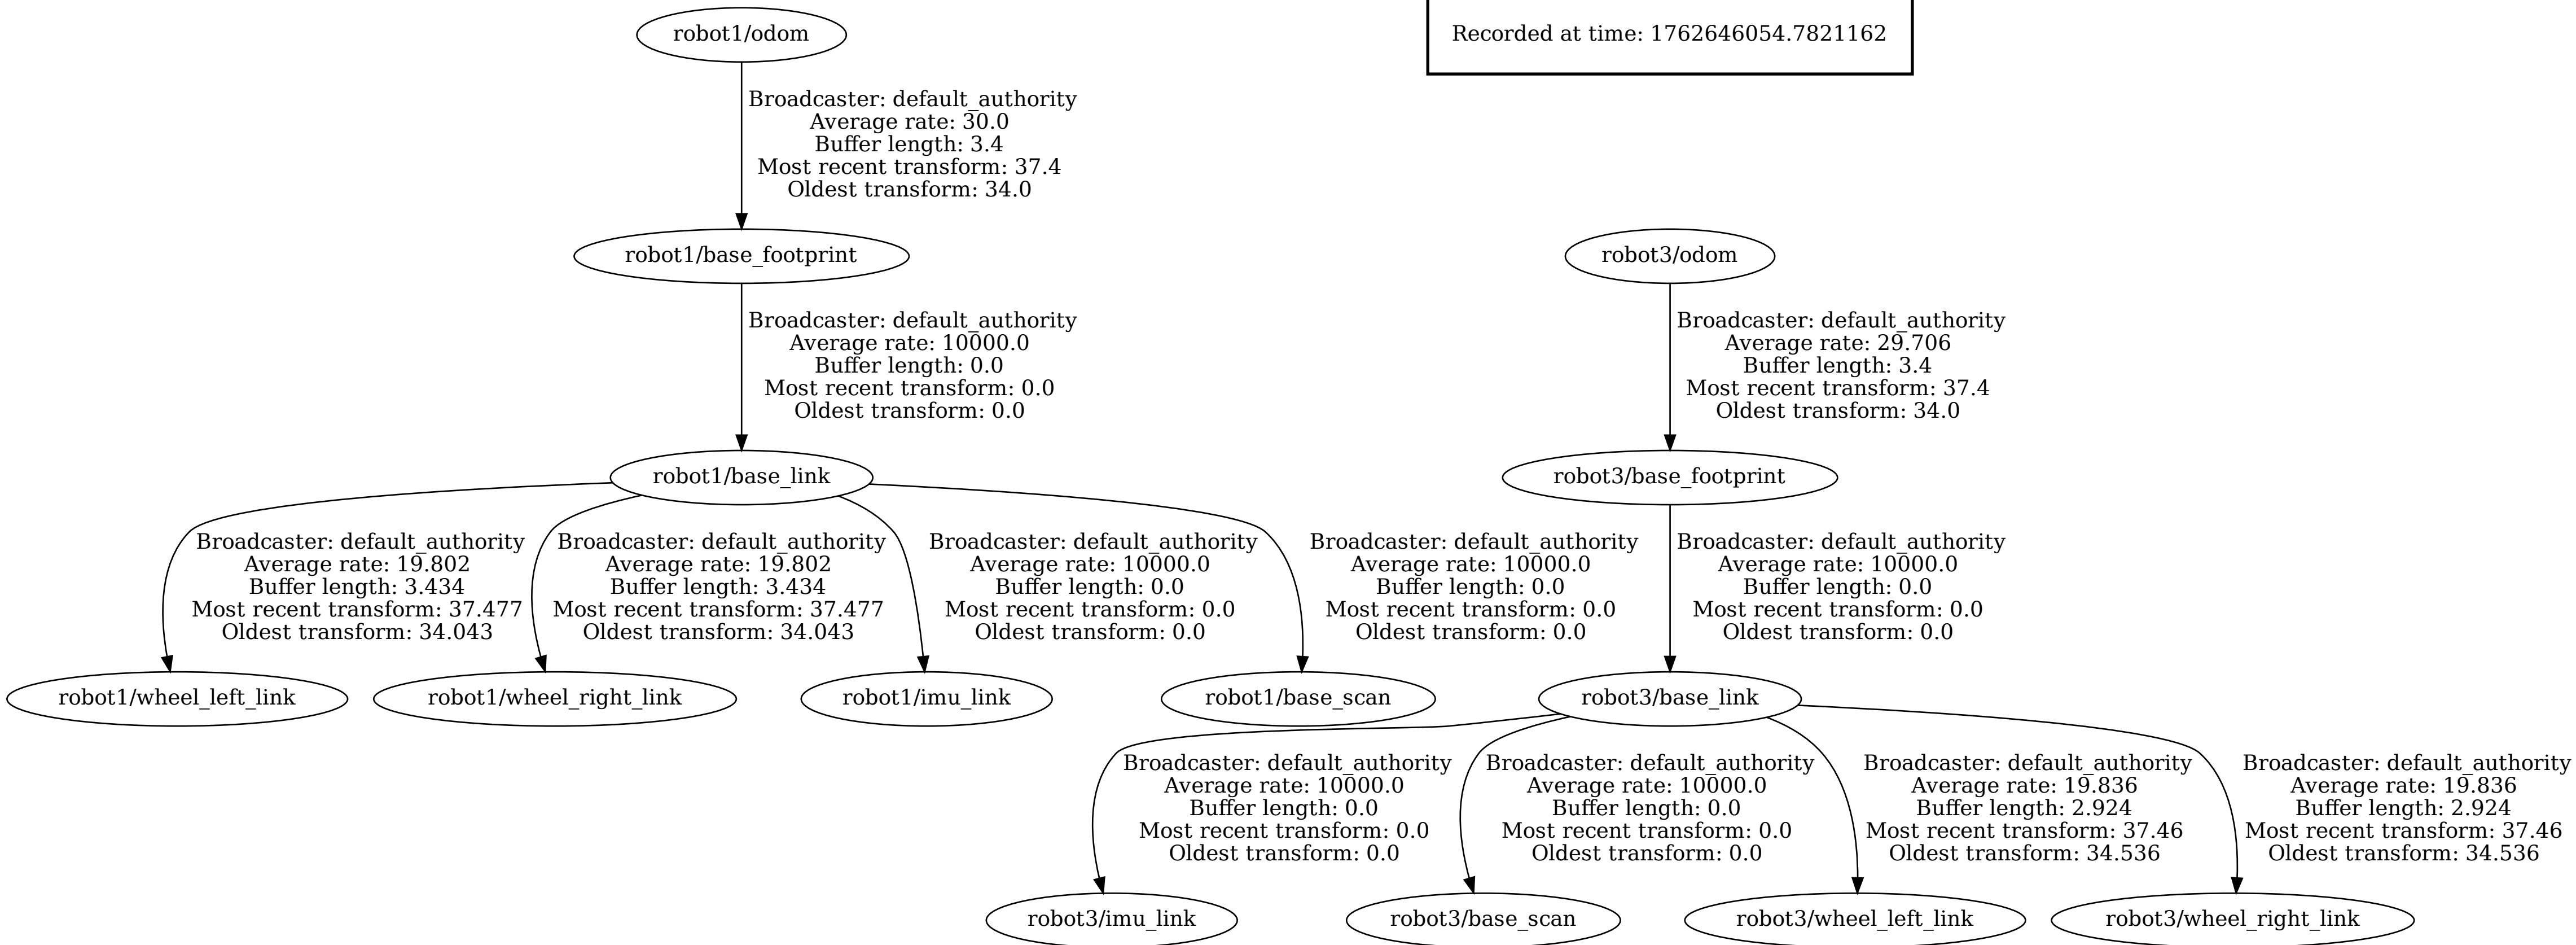 robot1/odom
Recorded at time: 1762646054.7821162
Broadcaster: default_authority
Average rate: 30.0
Buffer length: 3.4
Most recent transform: 37.4
Oldest transform: 34.0
robot1/base_footprint
robot3/odom
Broadcaster: default_authority
Average rate: 10000.0
Buffer length: 0.0
Most recent transform: 0.0
Oldest transform: 0.0
Broadcaster: default_authority
Average rate: 29.706
Buffer length: 3.4
Most recent transform: 37.4
Oldest transform: 34.0
robot1/base_link
robot3/base_footprint
Broadcaster: default_authority
Average rate: 19.802
Buffer length: 3.434
Most recent transform: 37.477
Oldest transform: 34.043
Broadcaster: default_authority
Average rate: 19.802
Buffer length: 3.434
Most recent transform: 37.477
Oldest transform: 34.043
Broadcaster: default_authority
Average rate: 10000.0
Buffer length: 0.0
Most recent transform: 0.0
Oldest transform: 0.0
Broadcaster: default_authority
Average rate: 10000.0
Buffer length: 0.0
Most recent transform: 0.0
Oldest transform: 0.0
Broadcaster: default_authority
Average rate: 10000.0
Buffer length: 0.0
Most recent transform: 0.0
Oldest transform: 0.0
robot1/wheel_left_link
robot1/wheel_right_link
robot1/imu_link
robot1/base_scan
robot3/base_link
Broadcaster: default_authority
Average rate: 10000.0
Buffer length: 0.0
Most recent transform: 0.0
Oldest transform: 0.0
Broadcaster: default_authority
Average rate: 10000.0
Buffer length: 0.0
Most recent transform: 0.0
Oldest transform: 0.0
Broadcaster: default_authority
Average rate: 19.836
Buffer length: 2.924
Most recent transform: 37.46
Oldest transform: 34.536
Broadcaster: default_authority
Average rate: 19.836
Buffer length: 2.924
Most recent transform: 37.46
Oldest transform: 34.536
robot3/imu_link
robot3/base_scan
robot3/wheel_left_link
robot3/wheel_right_link